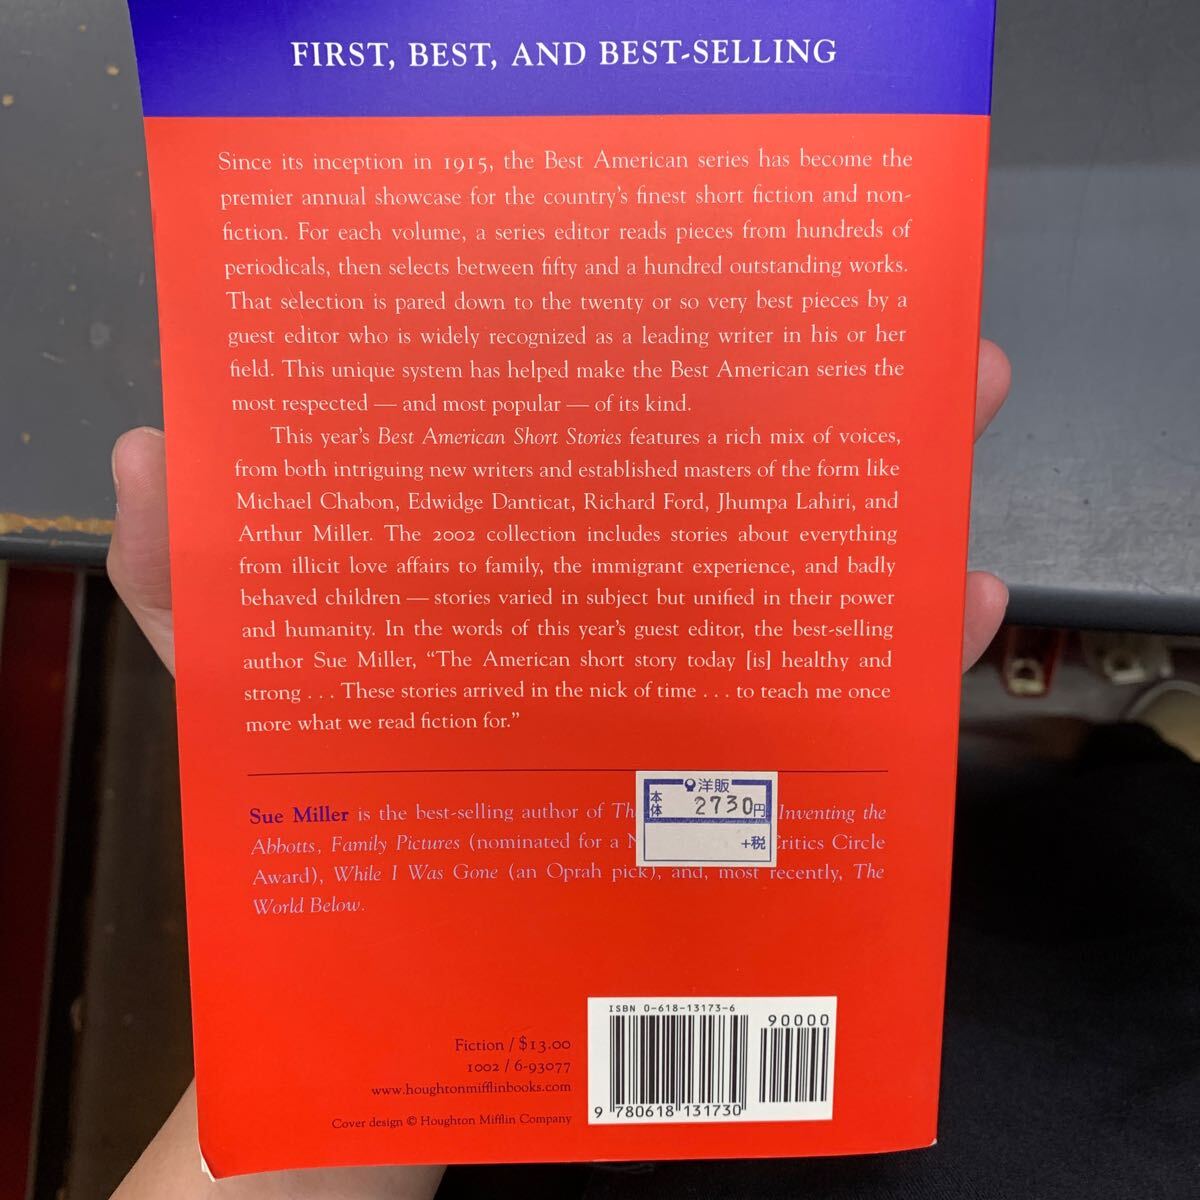 FIRST, BEST, AND BEST-SELLING
Since its inception in 1915, the Best American series has become the
premier annual showcase for the country's finest short fiction and non-
fiction. For each volume, a series editor reads pieces from hundreds of
periodicals, then selects between fifty and a hundred outstanding works.
That selection is pared down to the twenty or so very best pieces by a
guest editor who is widely recognized as a leading writer in his or her
field. This unique system has helped make the Best American series the
most respected — and most popular — of its kind.
This year's Best American Short Stories features a rich mix of voices,
from both intriguing new writers and established masters of the form like
Michael Chabon, Edwidge Danticat, Richard Ford, Jhumpa Lahiri, and
Arthur Miller. The 2002 collection includes stories about everything
from illicit love affairs to family, the immigrant experience, and badly
behaved children — stories varied in subject but unified in their power
and humanity. In the words of this year's guest editor, the best-selling
author Sue Miller, "The American short story today [is] healthy and
strong . . . These stories arrived in the nick of time . . . to teach me once
more what we read fiction for."
Sue Miller is the best-selling author of Inventing the
Abbotts, Family Pictures (nominated for a Critics Circle
Award), While I Was Gone (an Oprah pick), and, most recently, The
World Below.
洋販
本体 2730円
+税
ISBN 0-618-13173-6
90000
9 780618 131730
Fiction / $13.00
1002 / 6-93077
www.houghtonmifflinbooks.com
Cover design © Houghton Mifflin Company